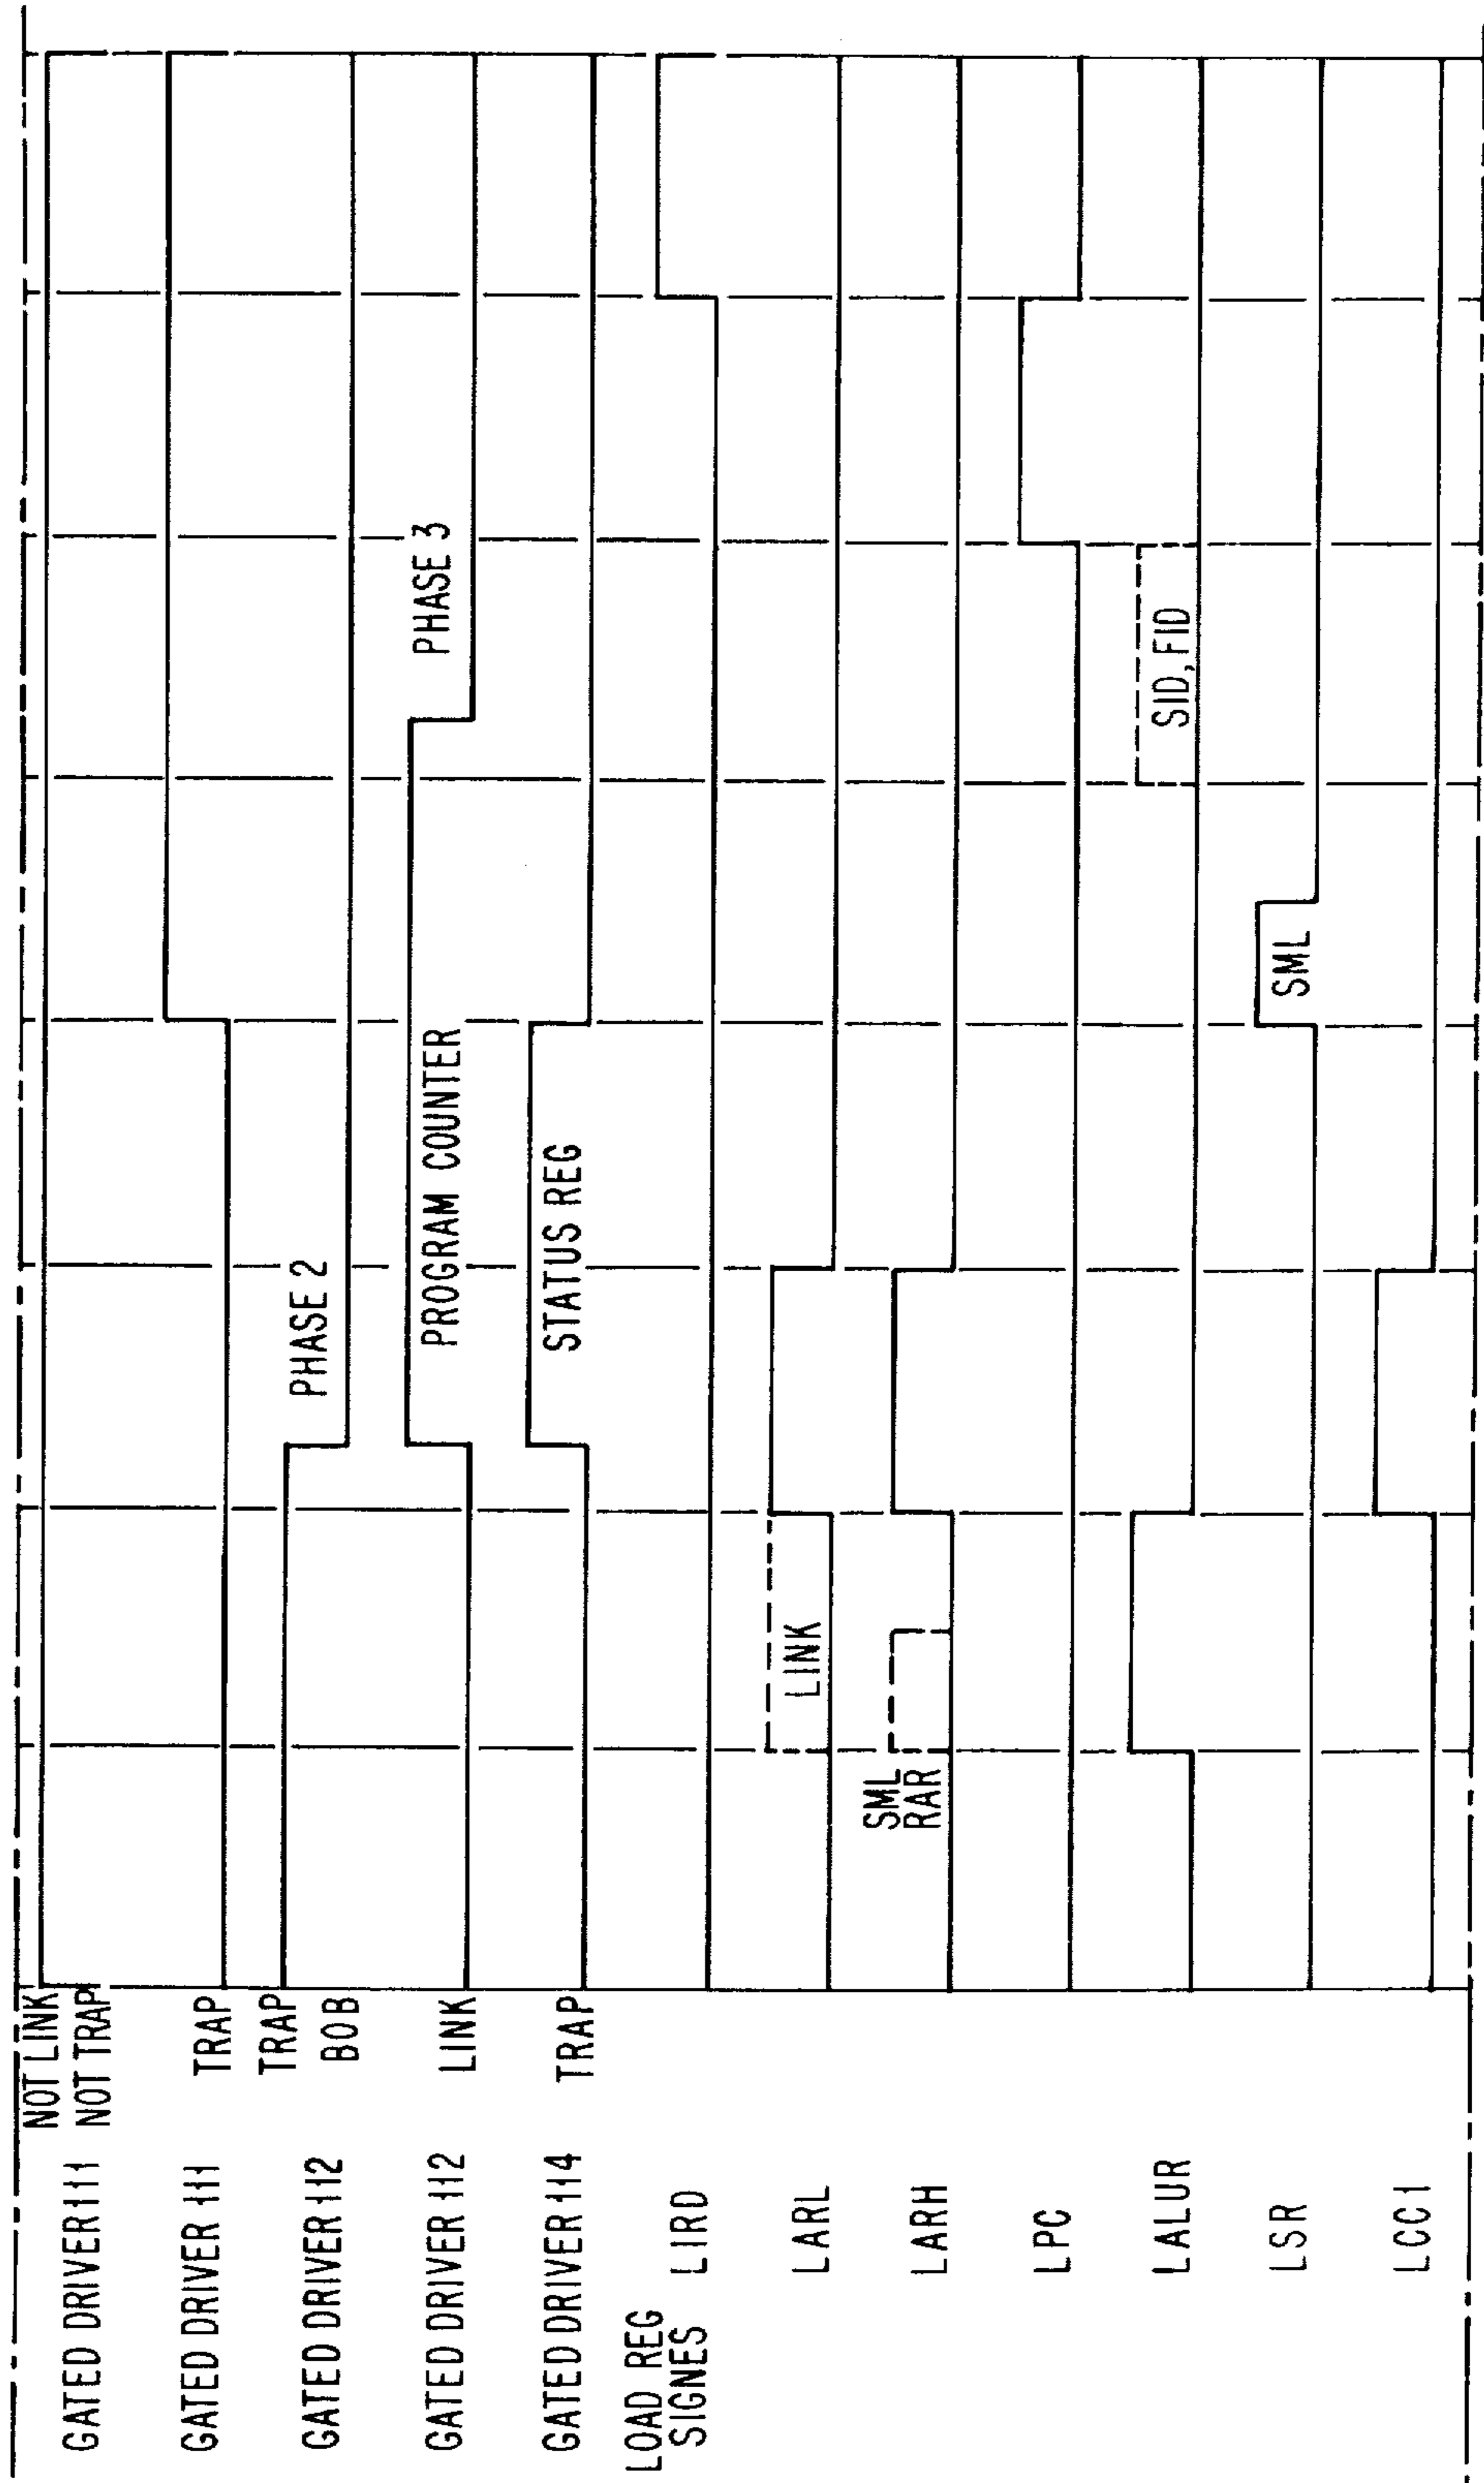 NOT LINK
GATED DRIVER 111 NOT TRAP
GATED DRIVER 111 TRAP
TRAP
PHASE 2
GATED DRIVER 112 BOB
PROGRAM COUNTER PHASE 3
GATED DRIVER 112 LINK
STATUS REG
GATED DRIVER 114 TRAP
LOAD REG
SIGNES LIRD
LINK
LARL
SML
RAR
LARH
LPC
SID, FID
LALUR
SML
LSR
LCC1